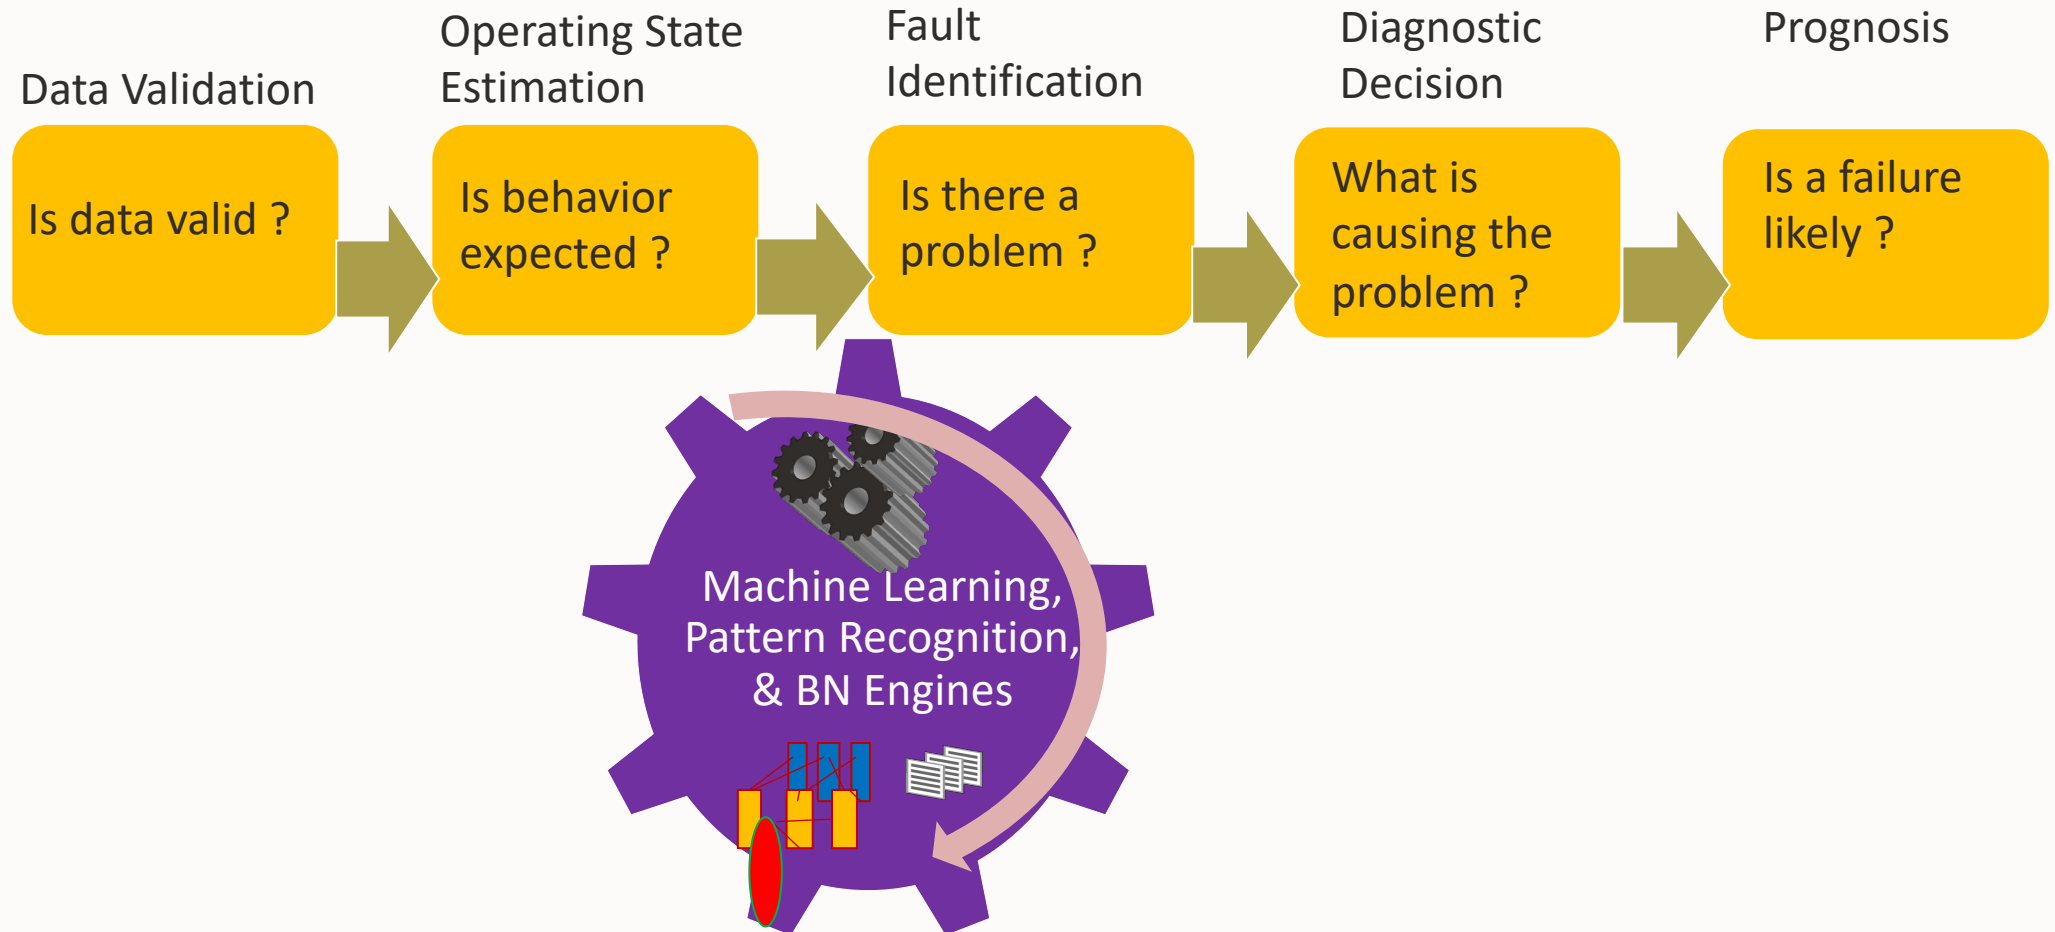 Data Validation
Operating State
Estimation
Fault
Identification
Diagnostic
Decision
Prognosis
Is data valid ?
Is behavior
expected ?
Is there a
problem ?
What is
causing the
problem ?
Is a failure
likely ?
Machine Learning,
Pattern Recognition,
& BN Engines